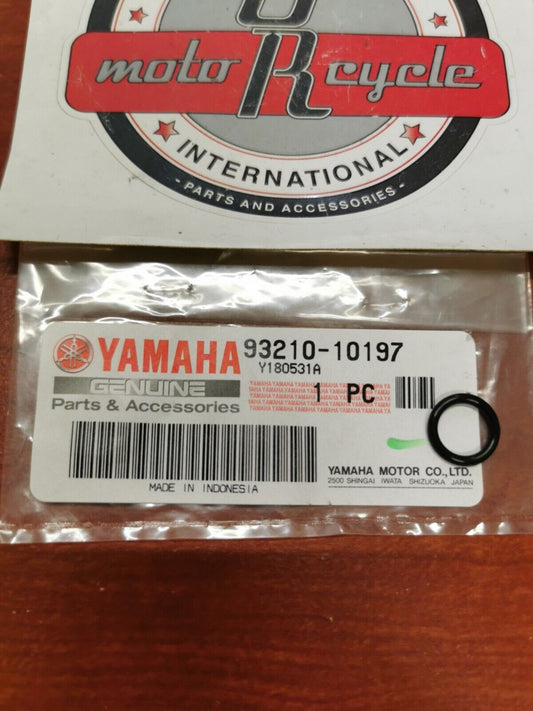 moto R cycle
INTERNATIONAL
- PARTS AND ACCESSORIES -
YAMAHA 93210-10197
GENUINE Y180531A
Parts & Accessories 1 PC
MADE IN INDONESIA
YAMAHA MOTOR CO., LTD.
2500 SHINGAI IWATA SHIZUOKA JAPAN